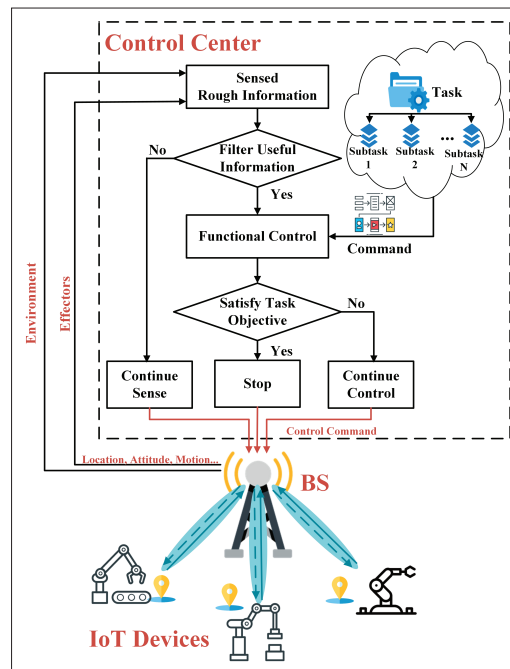 Control Center
Sensed
Rough Information
Task
Subtask
1
Subtask
2
...
Subtask
N
No
Filter Useful
Information
Yes
Functional Control
Command
Satisfy Task
Objective
No
Yes
Continue
Sense
Stop
Continue
Control
Control Command
Environment
Effectors
Location, Attitude, Motion...
BS
IoT Devices